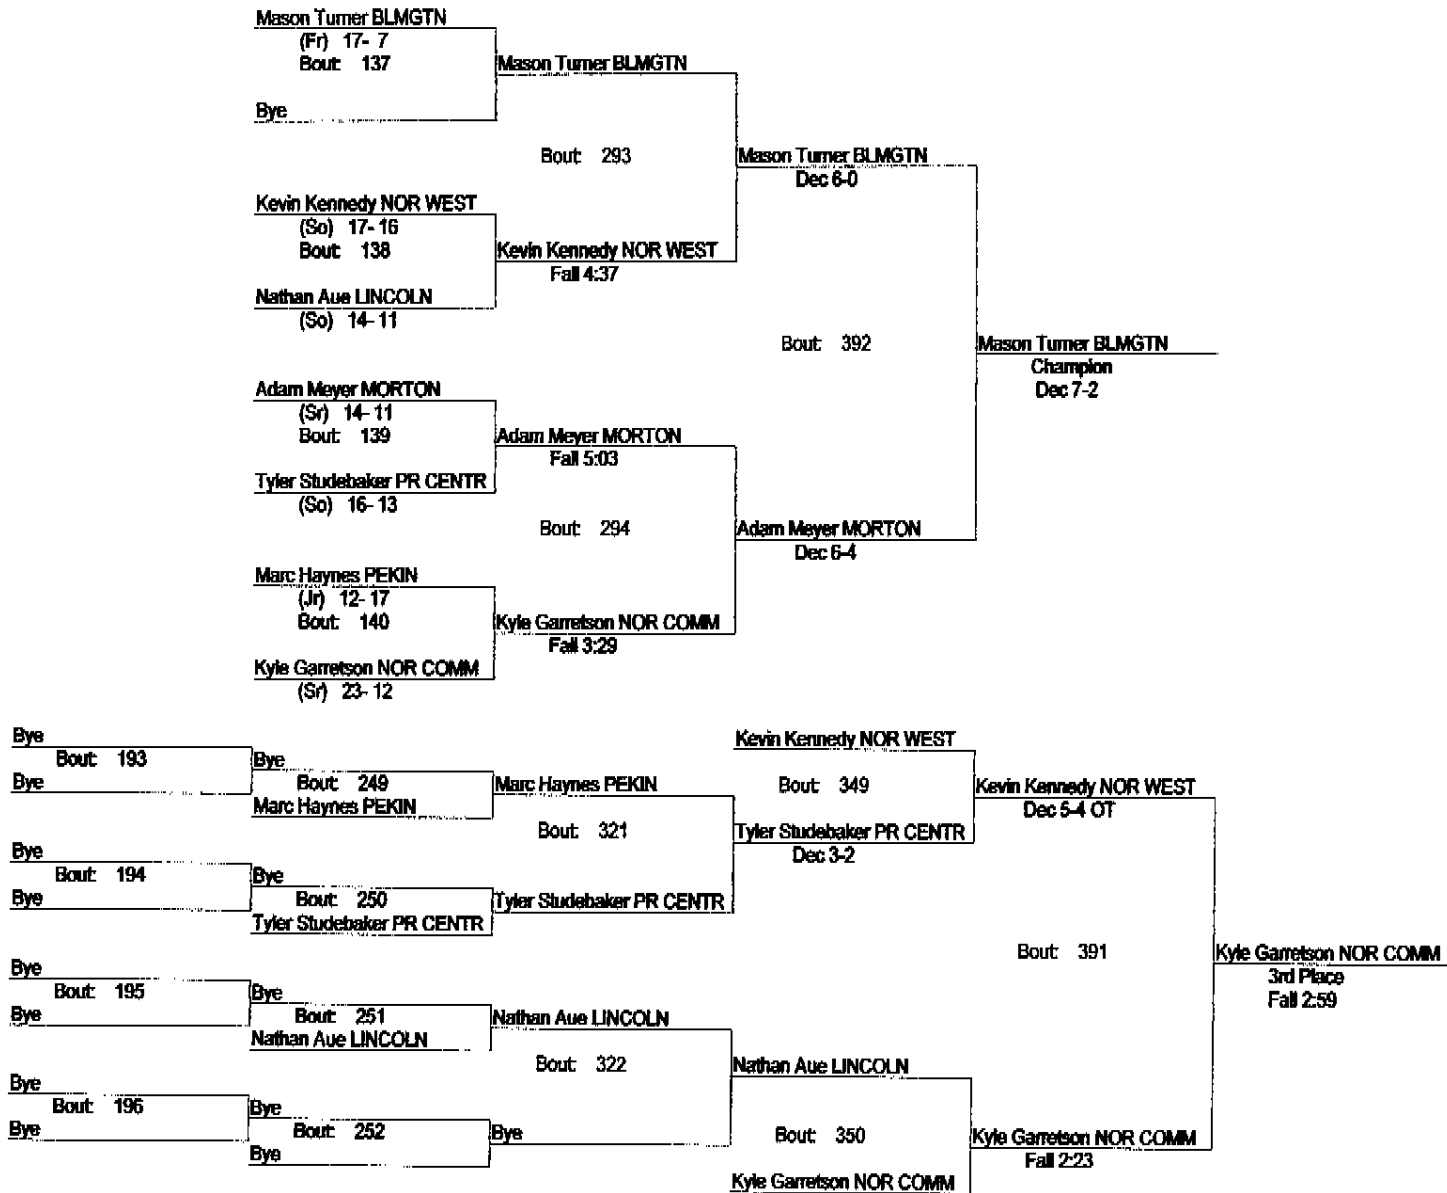 Mason Turner BLMGTN
(Fr) 17- 7
Bout: 137
Mason Turner BLMGTN
Bye
Bout: 293
Mason Turner BLMGTN
Dec 6-0
Kevin Kennedy NOR WEST
(So) 17- 16
Bout: 138
Kevin Kennedy NOR WEST
Fall 4:37
Nathan Aue LINCOLN
(So) 14- 11
Bout: 392
Mason Turner BLMGTN
Champion
Dec 7-2
Adam Meyer MORTON
(Sr) 14- 11
Bout: 139
Adam Meyer MORTON
Fall 5:03
Tyler Studebaker PR CENTR
(So) 16- 13
Bout: 294
Adam Meyer MORTON
Dec 6-4
Marc Haynes PEKIN
(Jr) 12- 17
Bout: 140
Kyle Garretson NOR COMM
Fall 3:29
Kyle Garretson NOR COMM
(Sr) 23- 12
Bye
Bout: 193
Bye
Bye
Bout: 249
Marc Haynes PEKIN
Marc Haynes PEKIN
Bout: 321
Kevin Kennedy NOR WEST
Bout: 349
Kevin Kennedy NOR WEST
Dec 5-4 OT
Tyler Studebaker PR CENTR
Dec 3-2
Bye
Bout: 194
Bye
Bye
Bout: 250
Tyler Studebaker PR CENTR
Tyler Studebaker PR CENTR
Bout: 391
Kyle Garretson NOR COMM
3rd Place
Fall 2:59
Bye
Bout: 195
Bye
Bye
Bout: 251
Nathan Aue LINCOLN
Nathan Aue LINCOLN
Bout: 322
Nathan Aue LINCOLN
Bye
Bout: 196
Bye
Bye
Bout: 252
Bye
Bye
Bout: 350
Kyle Garretson NOR COMM
Fall 2:23
Kyle Garretson NOR COMM